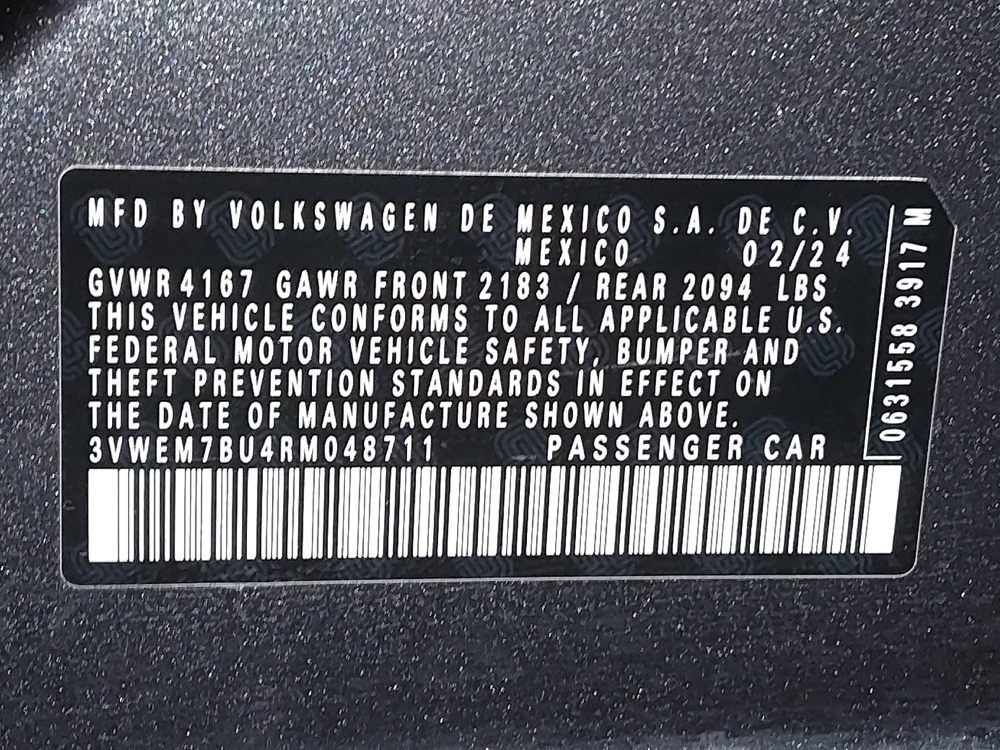 MFD BY VOLKSWAGEN DE MEXICO S.A. DE C.V.
MEXICO 02/24
GVWR 4167 GAWR FRONT 2183 / REAR 2094 LBS
THIS VEHICLE CONFORMS TO ALL APPLICABLE U.S.
FEDERAL MOTOR VEHICLE SAFETY, BUMPER AND
THEFT PREVENTION STANDARDS IN EFFECT ON
THE DATE OF MANUFACTURE SHOWN ABOVE.
3VWEM7BU4RM048711 PASSENGER CAR
0631558 3917 M